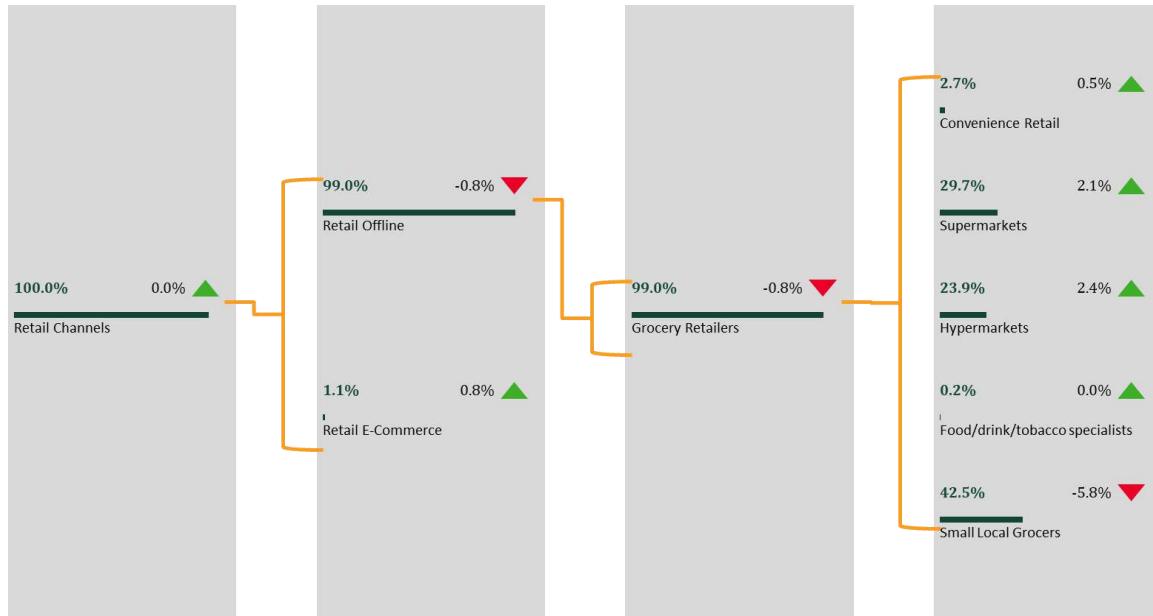 100.0% 0.0%
Retail Channels
99.0% -0.8%
Retail Offline
1.1% 0.8%
Retail E-Commerce
99.0% -0.8%
Grocery Retailers
2.7% 0.5%
Convenience Retail
29.7% 2.1%
Supermarkets
23.9% 2.4%
Hypermarkets
0.2% 0.0%
Food/drink/tobacco specialists
42.5% -5.8%
Small Local Grocers